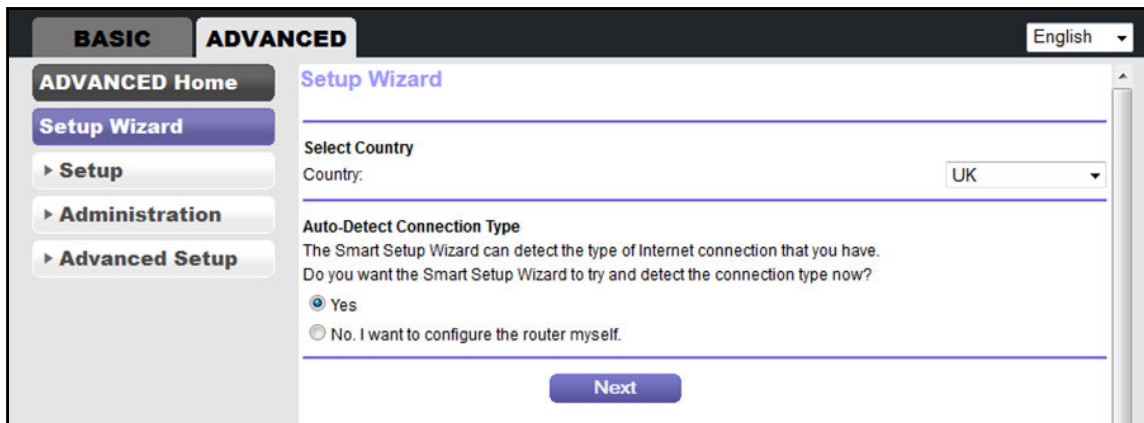 BASIC
ADVANCED
English
ADVANCED Home
Setup Wizard
Setup
Administration
Advanced Setup
Setup Wizard
Select Country
Country:
UK
Auto-Detect Connection Type
The Smart Setup Wizard can detect the type of Internet connection that you have.
Do you want the Smart Setup Wizard to try and detect the connection type now?
Yes
No. I want to configure the router myself.
Next